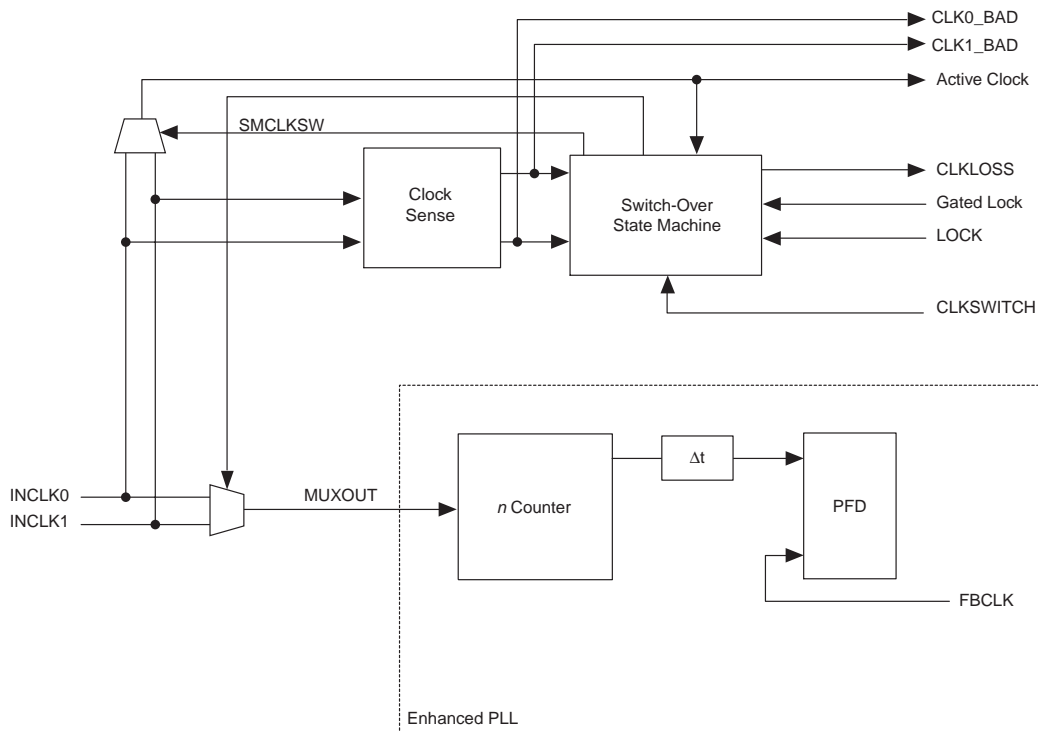 CLK0_BAD
CLK1_BAD
Active Clock
SMCLKSW
Clock
Sense
Switch-Over
State Machine
CLKLOSS
Gated Lock
LOCK
CLKSWITCH
INCLK0
INCLK1
MUXOUT
n Counter
Δt
PFD
FBCLK
Enhanced PLL